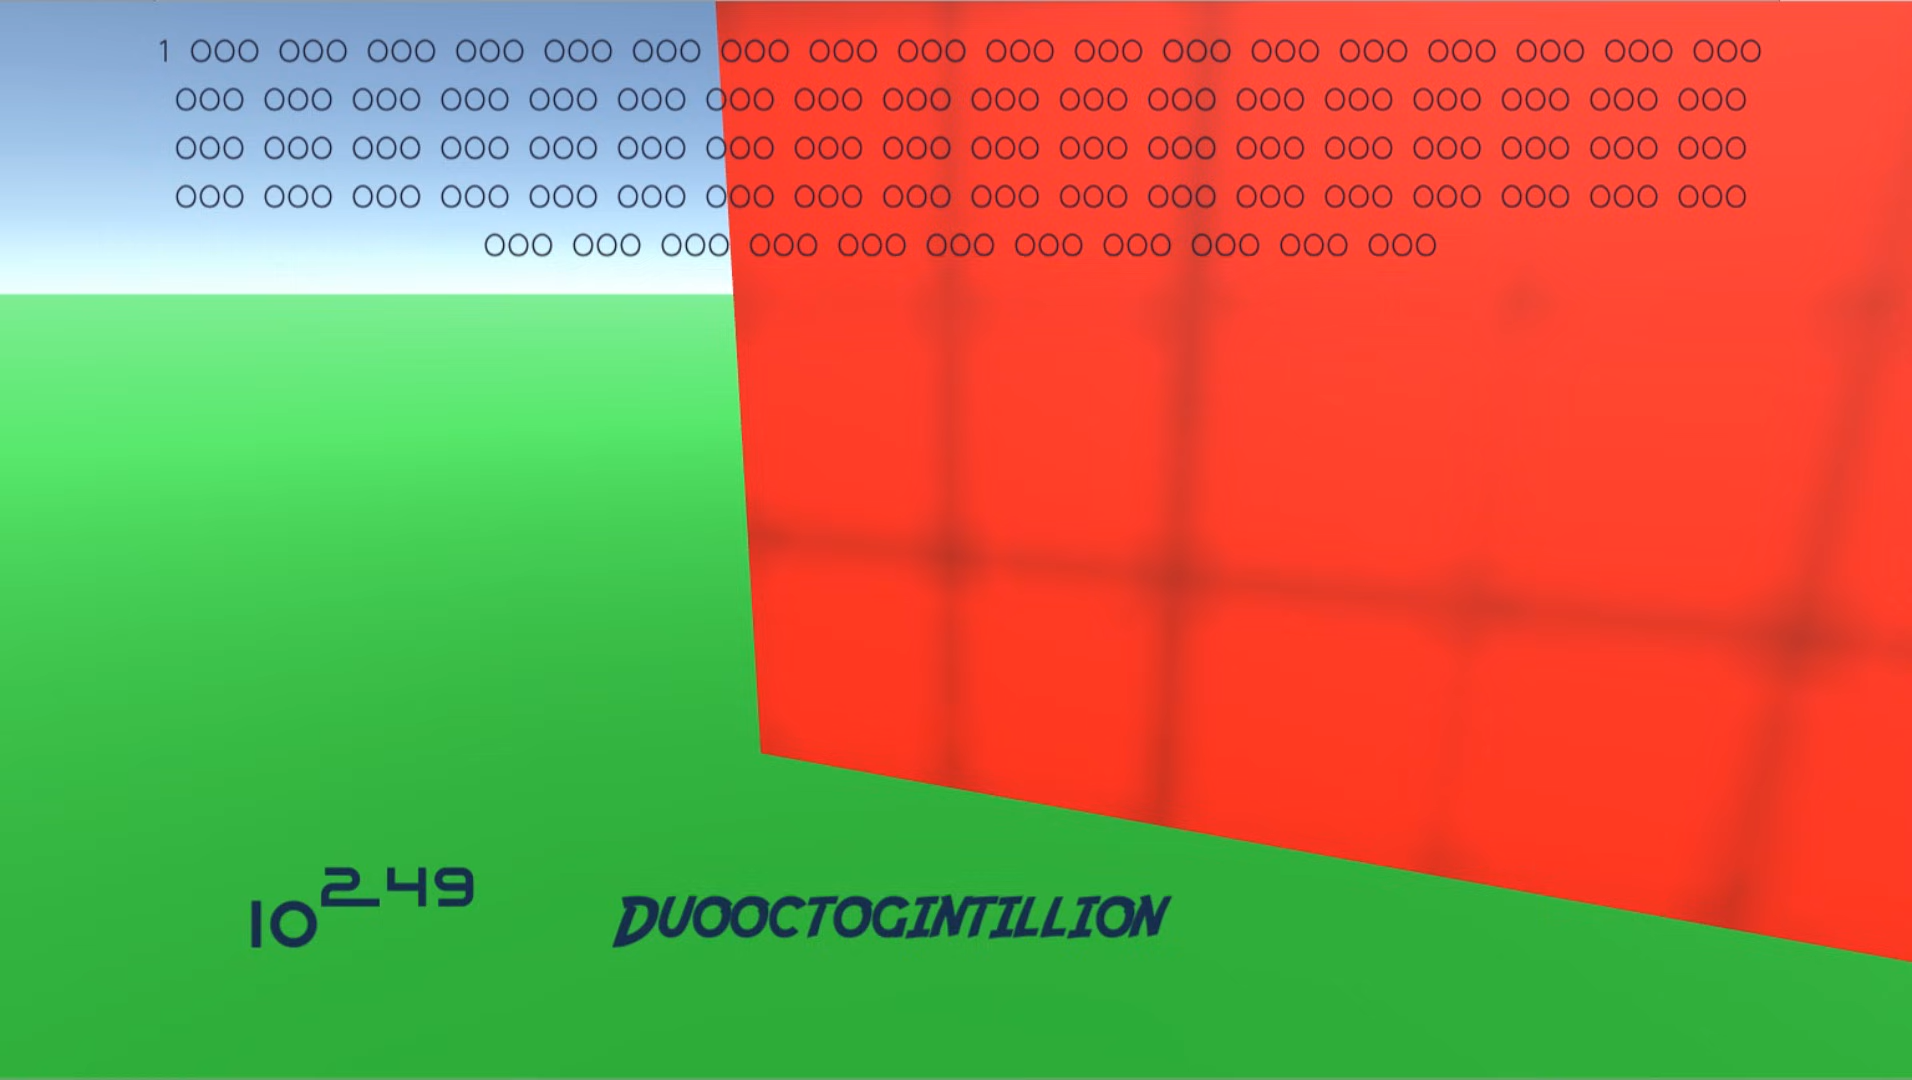 1 000 000 000 000 000 000 000 000 000 000 000 000 000 000 000 000 000 000
000 000 000 000 000 000 000 000 000 000 000 000 000 000 000 000 000 000
000 000 000 000 000 000 000 000 000 000 000 000 000 000 000 000 000 000
000 000 000 000 000 000 000 000 000 000 000 000 000 000 000 000 000 000
000 000 000 000 000 000 000 000 000 000 000
10²⁴⁹ DUOOCTOGINTILLION